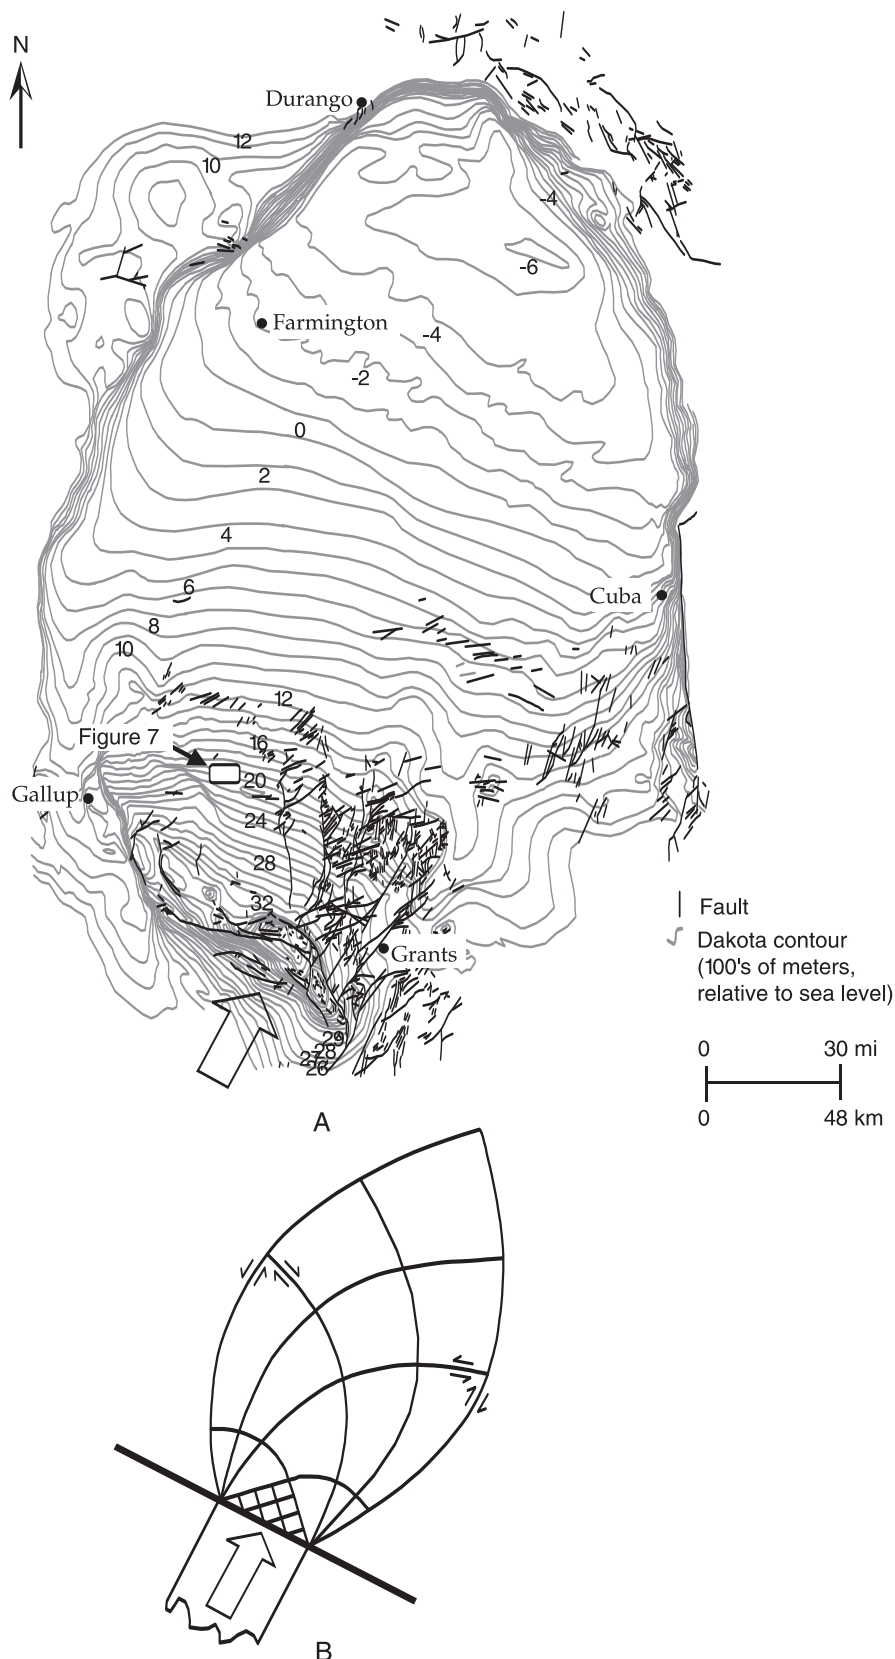 N
Durango
12
10
-4
-6
Farmington
-4
-2
0
2
4
6
Cuba
8
10
12
Figure 7
16
20
Gallup
24
28
32
Fault
Grants
Dakota contour
(100's of meters,
relative to sea level)
29
28
27
26
0 30 mi
0 48 km
A
B